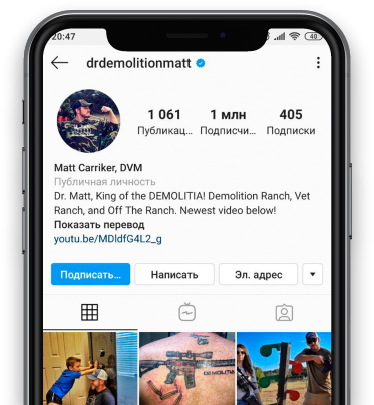 20:47
40
drdemolitionmatt
1 061 1 млн 405
Публикац... Подписчи... Подписки
Matt Carriker, DVM
Публичная личность
Dr. Matt, King of the DEMOLITIA! Demolition Ranch, Vet
Ranch, and Off The Ranch. Newest video below!
Показать перевод
youtu.be/MDldfG4L2_g
Подписать... Написать Эл. адрес
DEMOLITIA